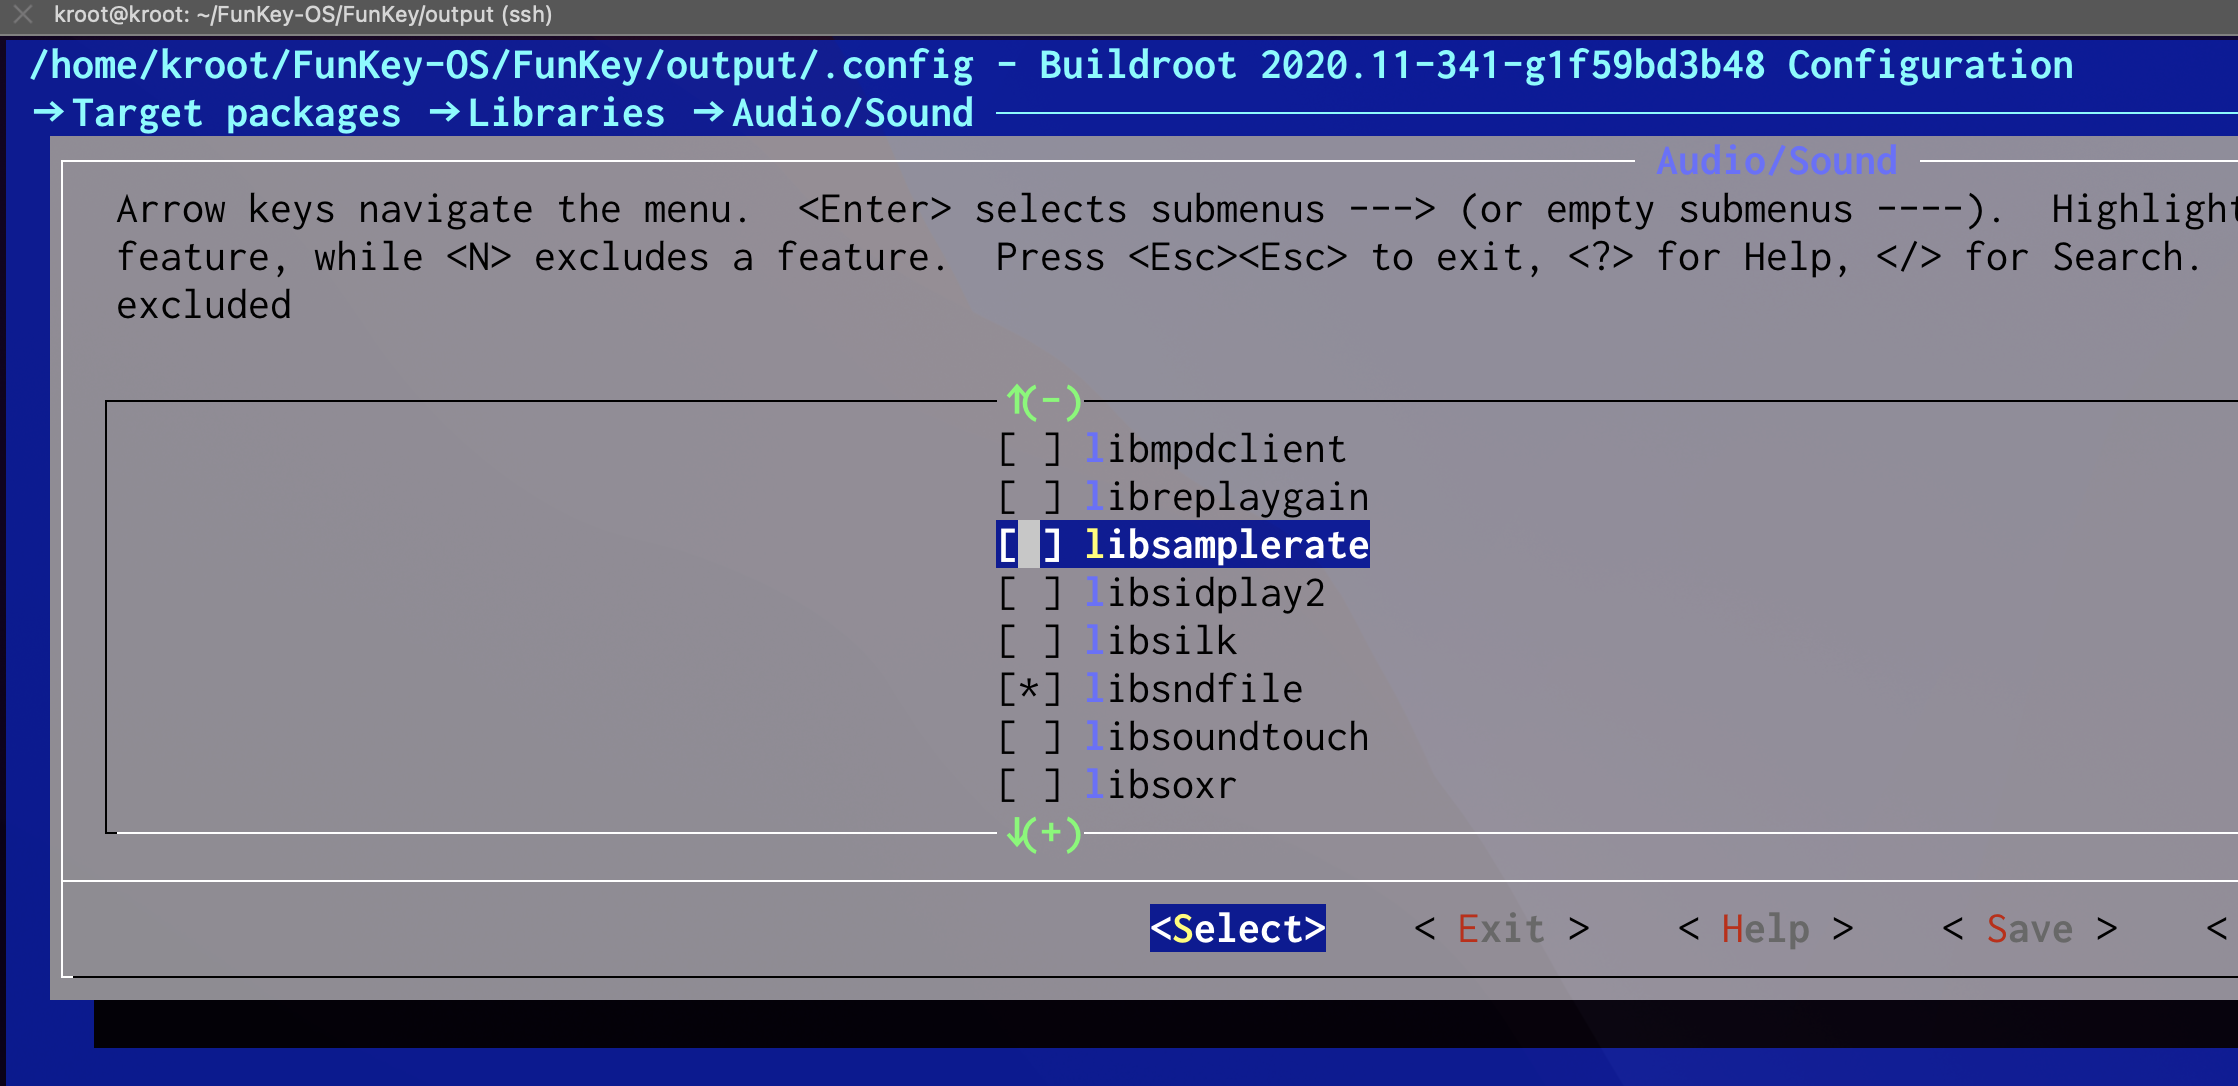 kroot@kroot: ~/FunKey-OS/FunKey/output (ssh)
/home/kroot/FunKey-OS/FunKey/output/.config - Buildroot 2020.11-341-g1f59bd3b48 Configuration
→Target packages →Libraries →Audio/Sound
Audio/Sound
Arrow keys navigate the menu.  <Enter> selects submenus ---> (or empty submenus ----).  Highlight
feature, while <N> excludes a feature.  Press <Esc><Esc> to exit, <?> for Help, </> for Search.
excluded
↑(-)
[ ] libmpdclient
[ ] libreplaygain
[ ] libsamplerate
[ ] libsidplay2
[ ] libsilk
[*] libsndfile
[ ] libsoundtouch
[ ] libsoxr
↓(+)
<Select>    < Exit >    < Help >    < Save >    <